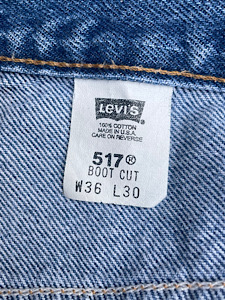 Levi's®
100% COTTON
MADE IN U.S.A.
CARE ON REVERSE
517®
BOOT CUT
W36 L30